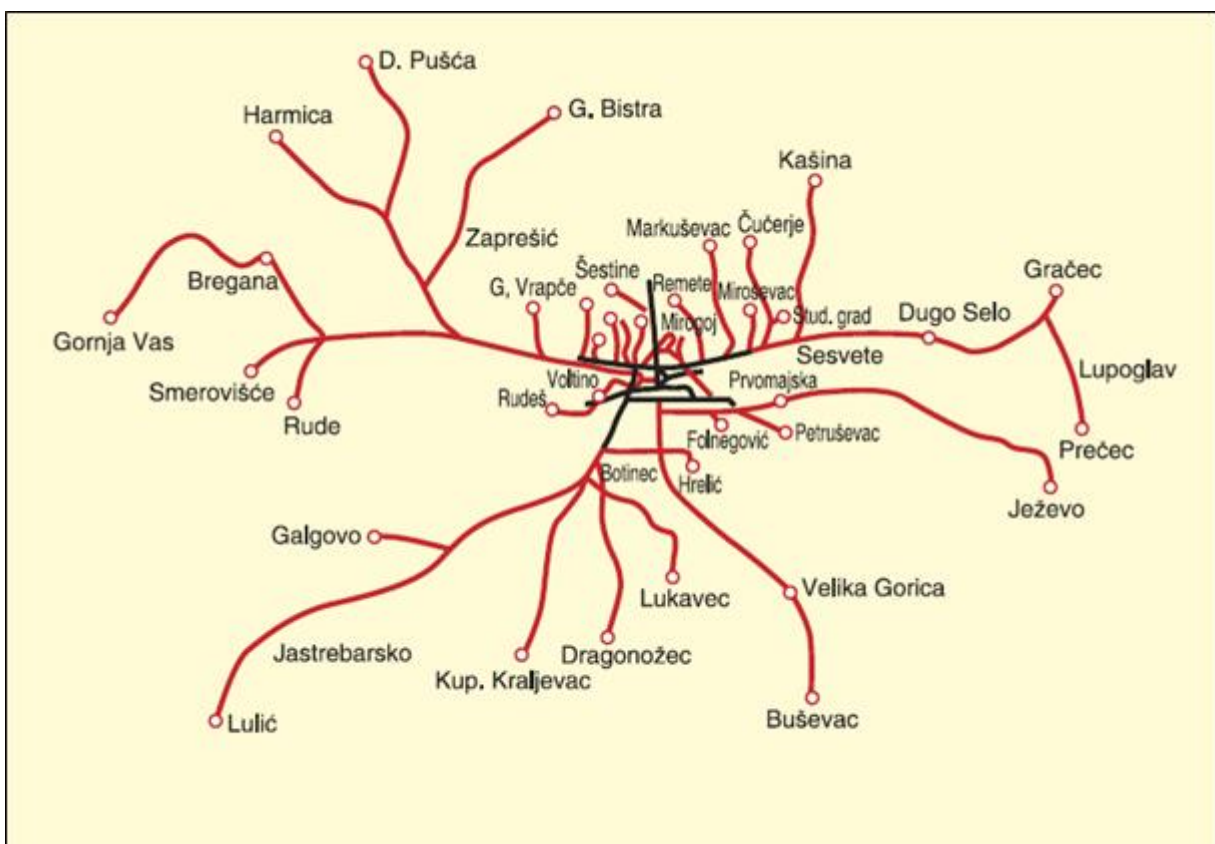 D. Pušća
Harmica
G. Bistra
Kašina
Zaprešić
Markuševac
Čučerje
Bregana
Šestine
Remete
Miroševac
Gračec
G, Vrapče
Gornja Vas
Mirogoj
Stud. grad
Dugo Selo
Smerovišće
Sesvete
Lupoglav
Rude
Voltino
Rudeš
Prvomajska
Folnegović
Petruševac
Prečec
Botinec
Hrelić
Ježevo
Galgovo
Lukavec
Velika Gorica
Jastrebarsko
Dragonožec
Kup. Kraljevac
Lulić
Buševac